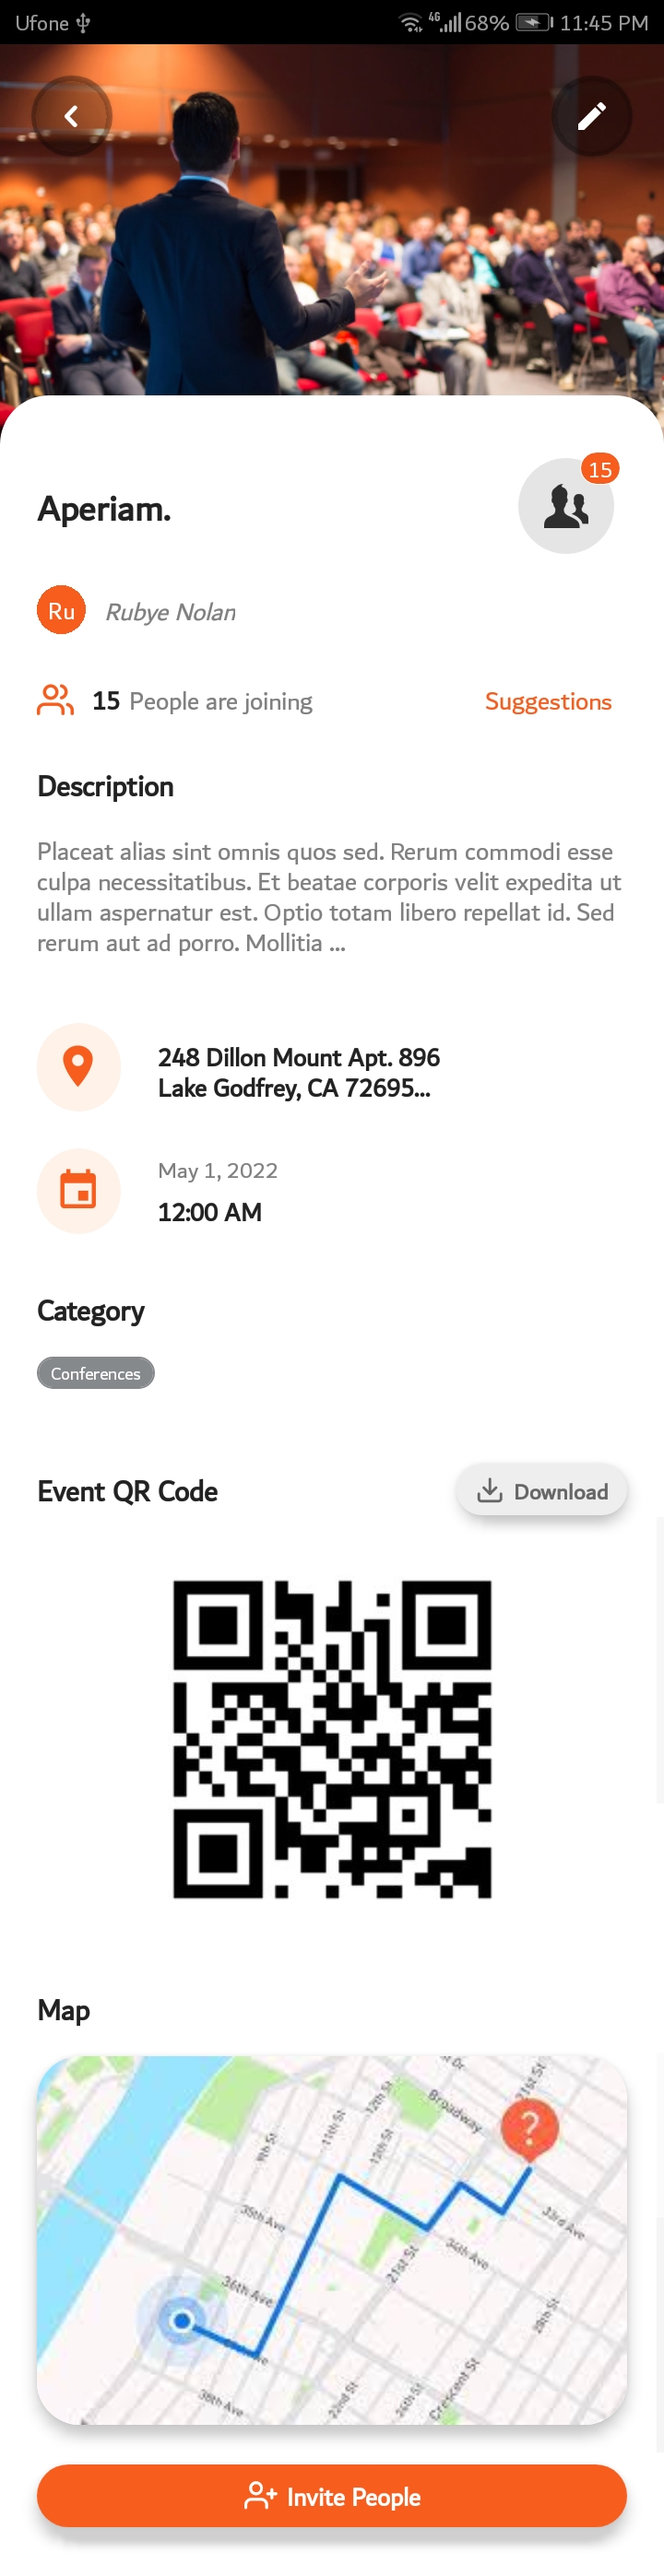 Ufone 4G 68% 11:45 PM
Aperiam.
15
Ru Rubye Nolan
15 People are joining Suggestions
Description
Placeat alias sint omnis quos sed. Rerum commodi esse
culpa necessitatibus. Et beatae corporis velit expedita ut
ullam aspernatur est. Optio totam libero repellat id. Sed
rerum aut ad porro. Mollitia ...
248 Dillon Mount Apt. 896
Lake Godfrey, CA 72695...
May 1, 2022
12:00 AM
Category
Conferences
Event QR Code Download
Map
31st St
Broadway
12th St
11th St
13th St
9th St
?
35th Ave
33rd Ave
34th Ave
21st St
36th Ave
29th St
38th Ave
22nd St
26th St
Crescent St
Invite People